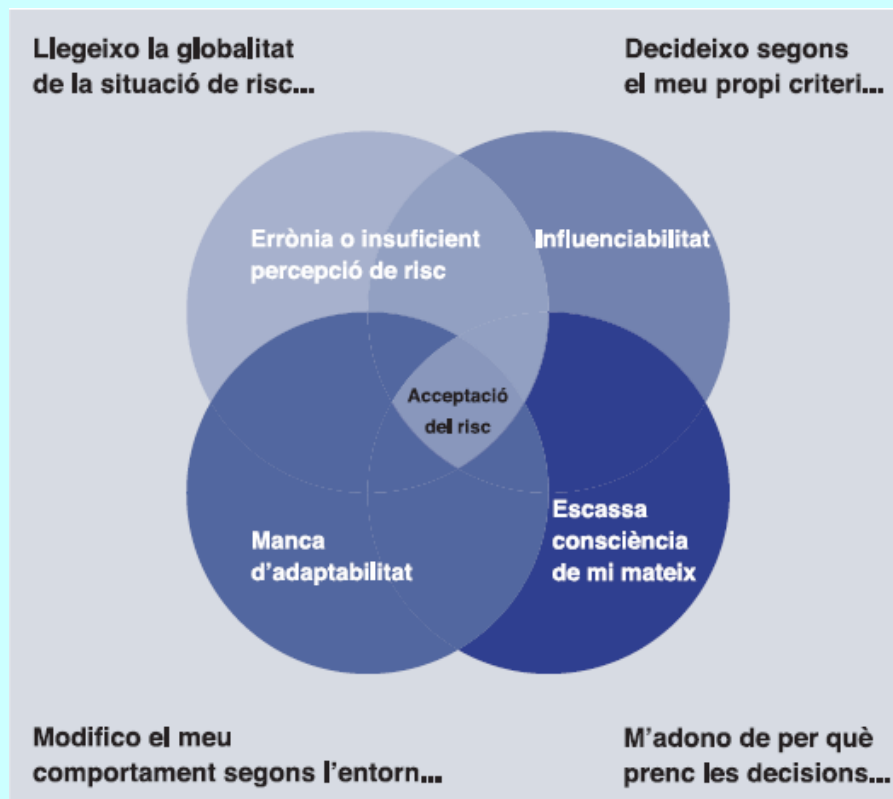 Llegeixo la globalitat
de la situació de risc...
Decideixo segons
el meu propi criteri...
Errònia o insuficient
percepció de risc
Influenciabilitat
Acceptació
del risc
Manca
d'adaptabilitat
Escassa
consciència
de mi mateix
Modifico el meu
comportament segons l'entorn...
M'adono de per què
prenc les decisions...